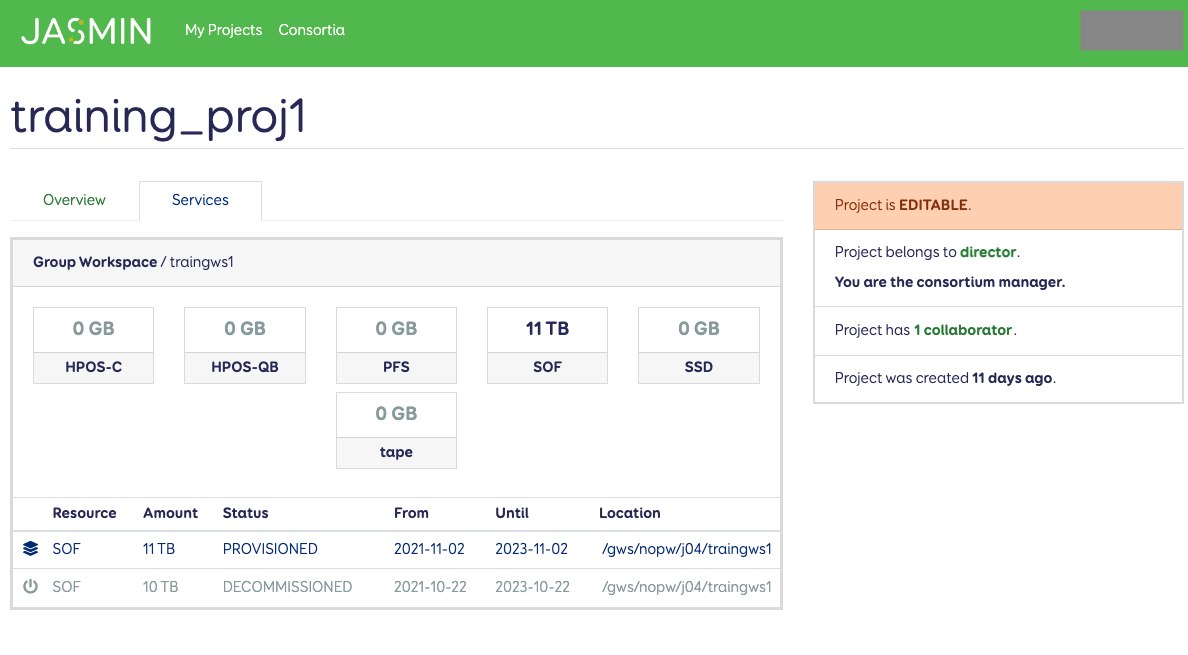 JASMIN My Projects Consortia
training_proj1
Overview Services
Group Workspace / traingws1
0 GB 0 GB 0 GB 11 TB 0 GB
HPOS-C HPOS-QB PFS SOF SSD
0 GB
tape
Resource Amount Status From Until Location
SOF 11 TB PROVISIONED 2021-11-02 2023-11-02 /gws/nopw/j04/traingws1
SOF 10 TB DECOMMISSIONED 2021-10-22 2023-10-22 /gws/nopw/j04/traingws1
Project is EDITABLE.
Project belongs to director.
You are the consortium manager.
Project has 1 collaborator.
Project was created 11 days ago.